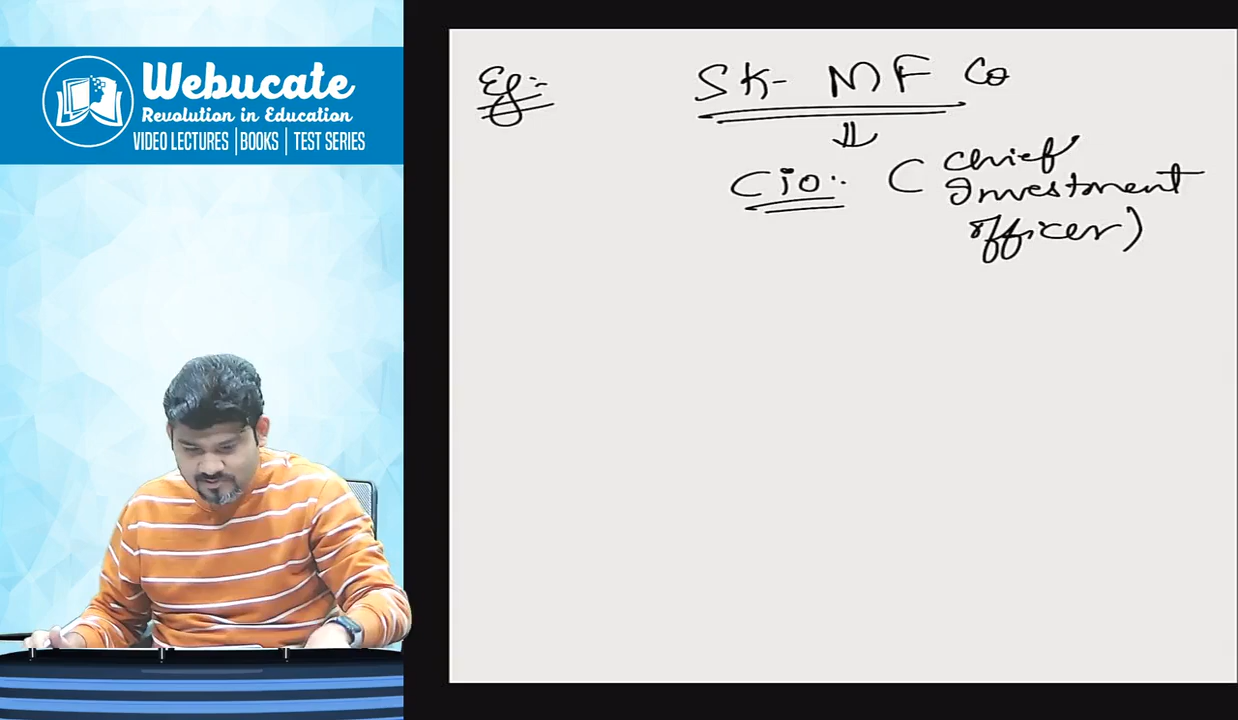 Webucate
Revolution in Education
VIDEO LECTURES | BOOKS | TEST SERIES
Eg:-
SK- MF Co
CiO:- ( Chief
Investment
Officer)